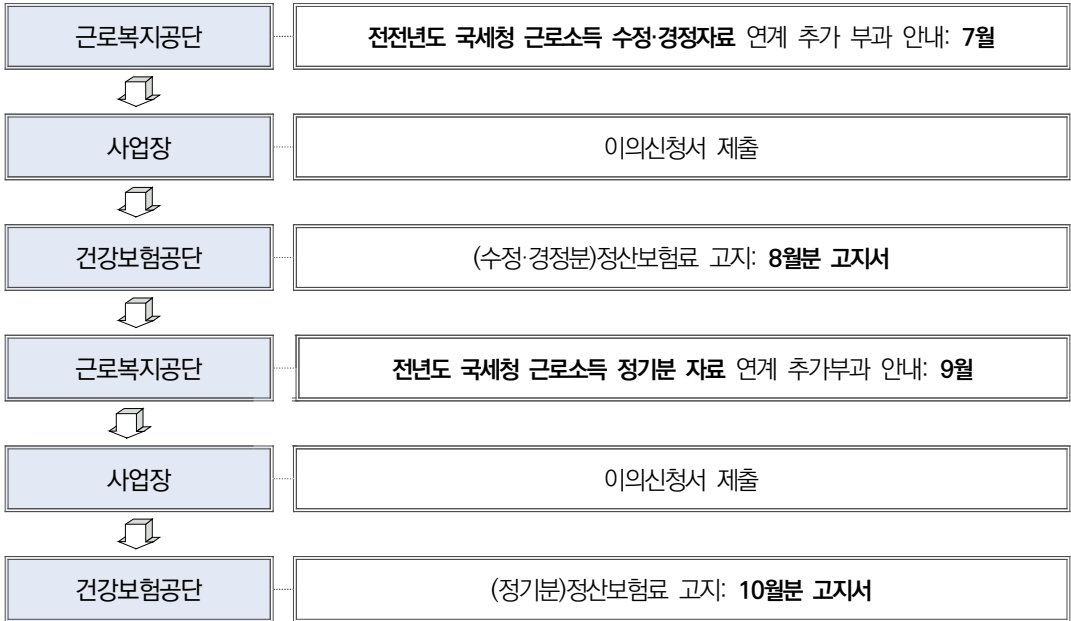 근로복지공단
전전년도 국세청 근로소득 수정·경정자료 연계 추가 부과 안내: 7월
사업장
이의신청서 제출
건강보험공단
(수정·경정분)정산보험료 고지: 8월분 고지서
근로복지공단
전년도 국세청 근로소득 정기분 자료 연계 추가부과 안내: 9월
사업장
이의신청서 제출
건강보험공단
(정기분)정산보험료 고지: 10월분 고지서